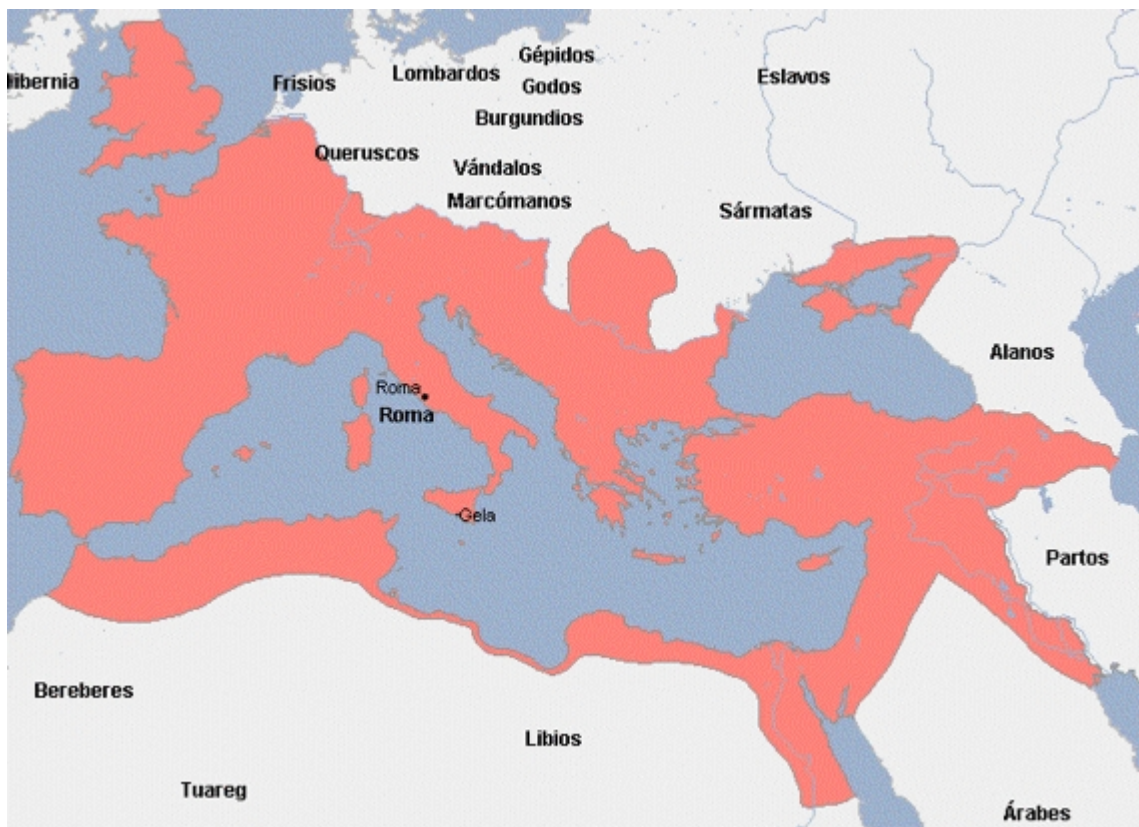 Gépidos
Lombardos
Eslavos
Hibernia
Frisios
Godos
Burgundios
Queruscos
Vándalos
Marcómanos
Sármatas
Alanos
Roma
Roma
Gela
Partos
Bereberes
Libios
Tuareg
Árabes